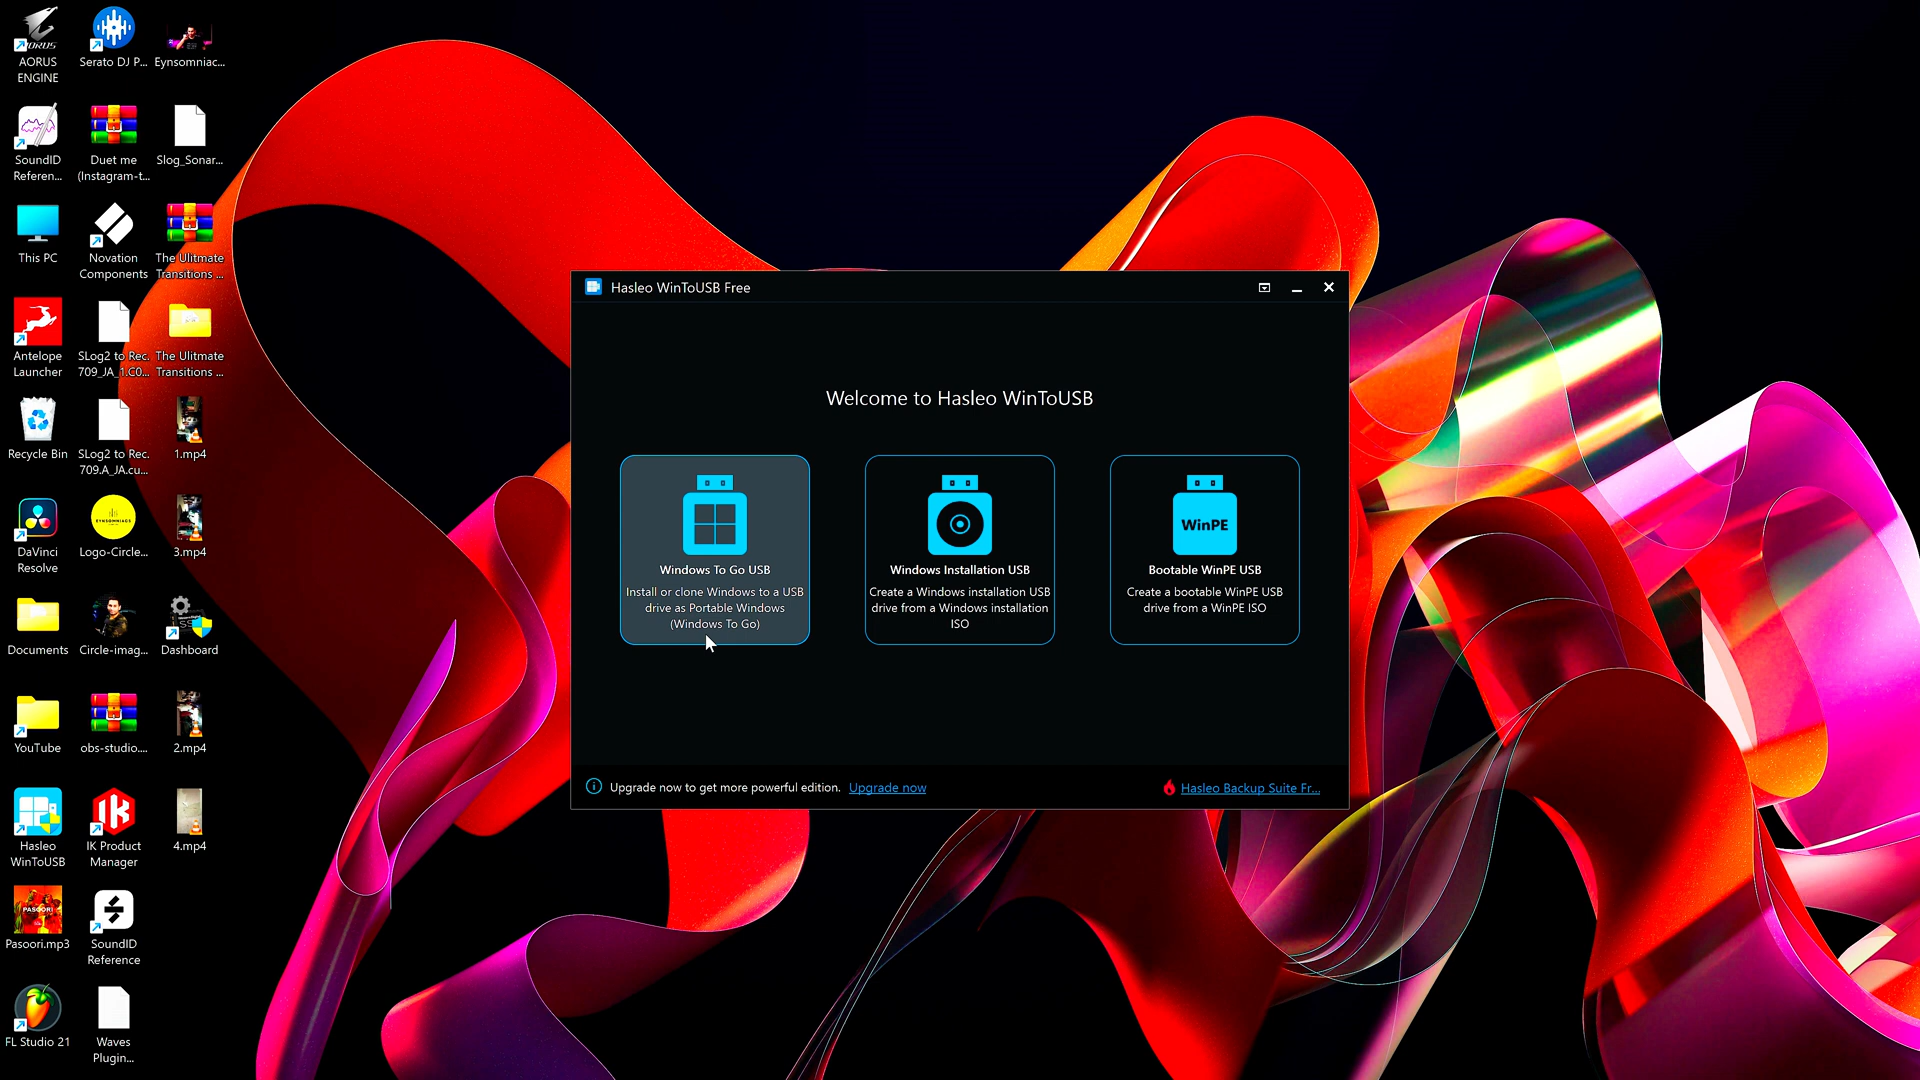 AORUS
ENGINE
Serato DJ P...
Eynsomniac...
SoundID
Referen...
Duet me
(Instagram-t...
Slog_Sonar...
This PC
Novation
Components
The Ulitmate
Transitions ...
Antelope
Launcher
SLog2 to Rec.
709_JA_1.C0...
The Ulitmate
Transitions ...
Recycle Bin
SLog2 to Rec.
709.A_JA.cu...
1.mp4
DaVinci
Resolve
Logo-Circle...
3.mp4
Documents
Circle-imag...
Dashboard
YouTube
obs-studio....
2.mp4
Hasleo
WinToUSB
IK Product
Manager
4.mp4
PASOORI
Pasoori.mp3
SoundID
Reference
FL Studio 21
Waves
Plugin...
Hasleo WinToUSB Free
Welcome to Hasleo WinToUSB
Windows To Go USB
Install or clone Windows to a USB
drive as Portable Windows
(Windows To Go)
Windows Installation USB
Create a Windows installation USB
drive from a Windows installation
ISO
WinPE
Bootable WinPE USB
Create a bootable WinPE USB
drive from a WinPE ISO
Upgrade now to get more powerful edition. Upgrade now
Hasleo Backup Suite Fr...